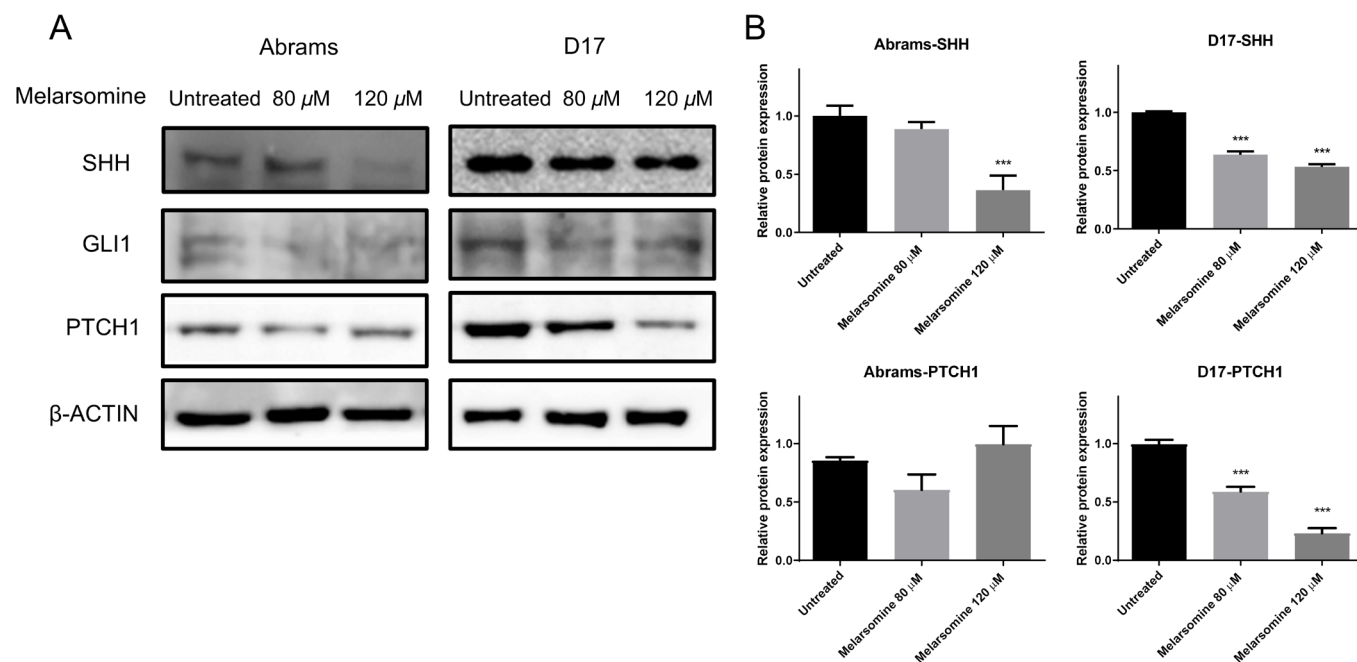 A
Abrams D17
Melarsomine Untreated 80 µM 120 µM Untreated 80 µM 120 µM
SHH
GLI1
PTCH1
β-ACTIN
B
Abrams-SHH
Relative protein expression
1.0
0.5
0.0
***
Untreated
Melarsomine 80 µM
Melarsomine 120 µM
D17-SHH
Relative protein expression
1.0
0.5
0.0
***
***
Untreated
Melarsomine 80 µM
Melarsomine 120 µM
Abrams-PTCH1
Relative protein expression
1.0
0.5
0.0
Untreated
Melarsomine 80 µM
Melarsomine 120 µM
D17-PTCH1
Relative protein expression
1.0
0.5
0.0
***
***
Untreated
Melarsomine 80 µM
Melarsomine 120 µM